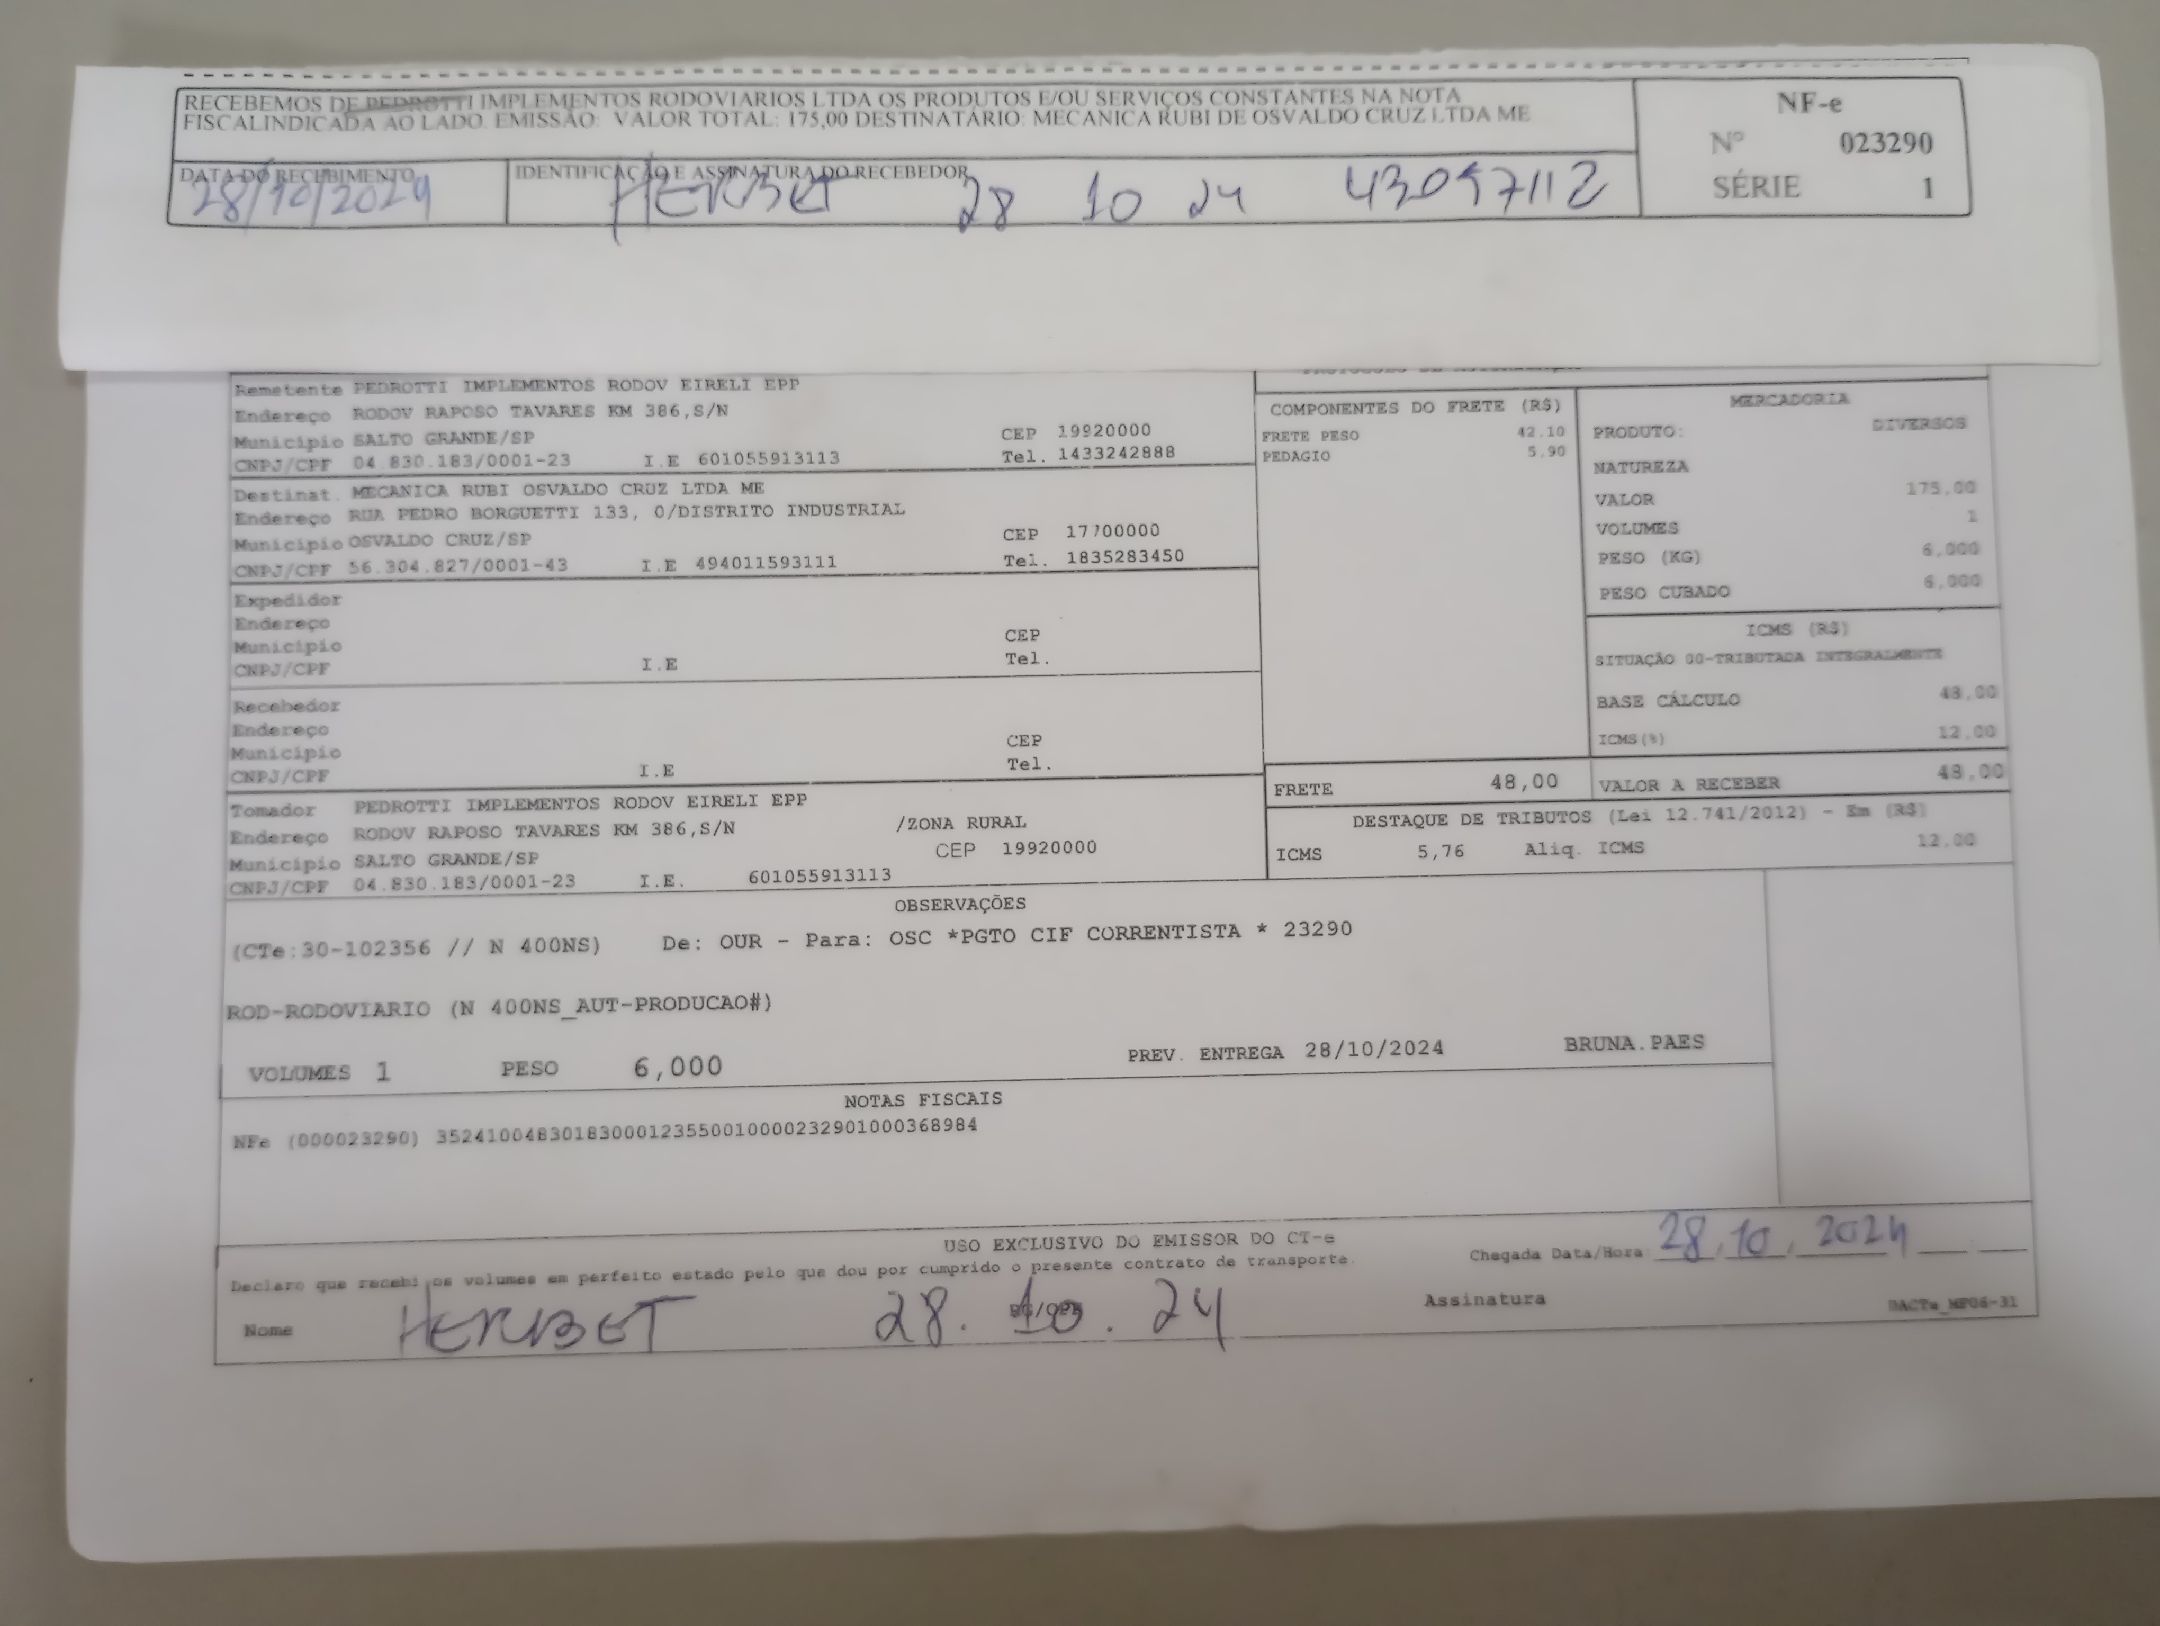 RECEBEMOS DE PEDROTTI IMPLEMENTOS RODOVIARIOS LTDA OS PRODUTOS E/OU SERVIÇOS CONSTANTES NA NOTA
FISCALINDICADA AO LADO. EMISSÃO: VALOR TOTAL: 175,00 DESTINATÁRIO: MECANICA RUBI DE OSVALDO CRUZ LTDA ME
NF-e
Nº 023290
SÉRIE 1
DATA DO RECEBIMENTO
28/10/2024
IDENTIFICAÇÃO E ASSINATURA DO RECEBEDOR
HERBET 28 10 24 43097112
Remetente PEDROTTI IMPLEMENTOS RODOV EIRELI EPP
Endereço RODOV RAPOSO TAVARES KM 386,S/N
Município SALTO GRANDE/SP CEP 19920000
CNPJ/CPF 04.830.183/0001-23 I.E 601055913113 Tel. 1433242888
Destinat. MECANICA RUBI OSVALDO CRUZ LTDA ME
Endereço RUA PEDRO BORGUETTI 133, 0/DISTRITO INDUSTRIAL
Município OSVALDO CRUZ/SP CEP 17700000
CNPJ/CPF 56.304.827/0001-43 I.E 494011593111 Tel. 1835283450
Expedidor
Endereço
Município CEP
CNPJ/CPF I.E Tel.
Recebedor
Endereço
Município CEP
CNPJ/CPF I.E Tel.
Tomador PEDROTTI IMPLEMENTOS RODOV EIRELI EPP
Endereço RODOV RAPOSO TAVARES KM 386,S/N /ZONA RURAL
Município SALTO GRANDE/SP CEP 19920000
CNPJ/CPF 04.830.183/0001-23 I.E. 601055913113
COMPONENTES DO FRETE (R$)
FRETE PESO 42,10
PEDAGIO 5,90
MERCADORIA
PRODUTO: DIVERSOS
NATUREZA
VALOR 175,00
VOLUMES 1
PESO (KG) 6,000
PESO CUBADO 6,000
ICMS (R$)
SITUAÇÃO 00-TRIBUTADA INTEGRALMENTE
BASE CÁLCULO 48,00
ICMS(%) 12,00
FRETE 48,00 VALOR A RECEBER 48,00
DESTAQUE DE TRIBUTOS (Lei 12.741/2012) - Em (R$)
ICMS 5,76 Aliq. ICMS 12,00
OBSERVAÇÕES
(CTe:30-102356 // N 400NS) De: OUR - Para: OSC *PGTO CIF CORRENTISTA * 23290
ROD-RODOVIARIO (N 400NS_AUT-PRODUCAO#)
VOLUMES 1 PESO 6,000 PREV. ENTREGA 28/10/2024 BRUNA.PAES
NOTAS FISCAIS
NFe (000023290) 35241004830183000123550010000232901000368984
USO EXCLUSIVO DO EMISSOR DO CT-e
Declaro que recebi os volumes em perfeito estado pelo que dou por cumprido o presente contrato de transporte.
Chegada Data/Hora 28.10.2024
Nome HERBET 28.10.24 Assinatura
DACTe_MF06-31